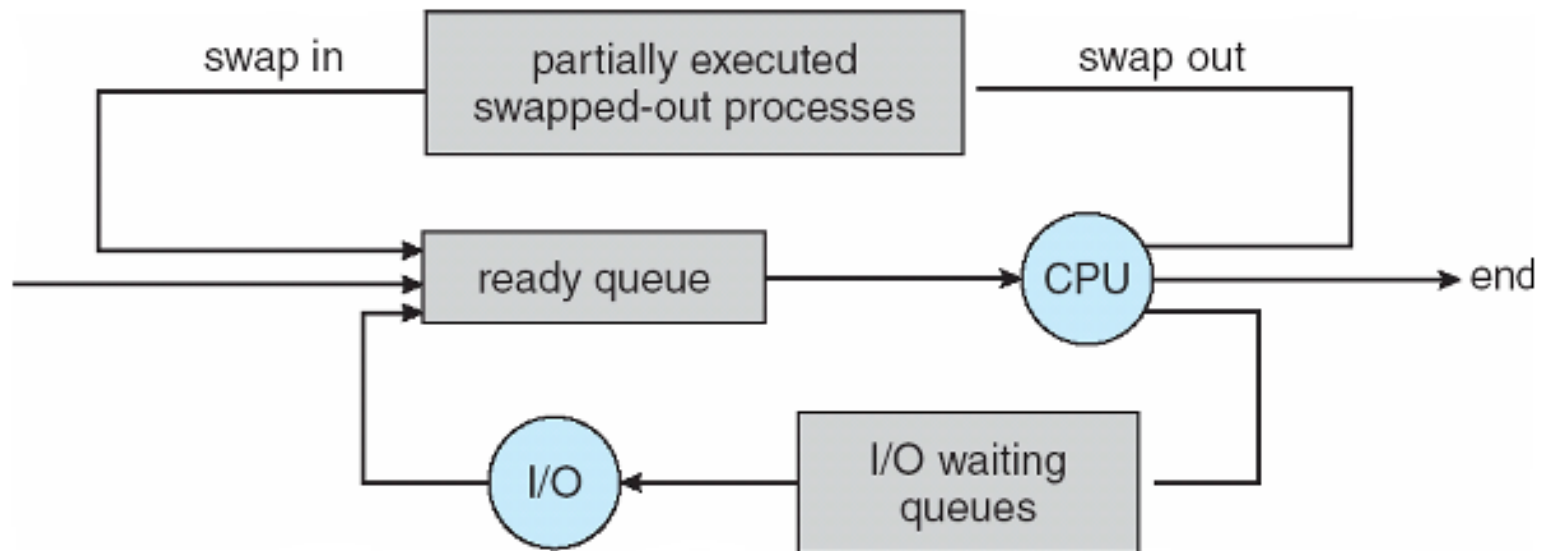 swap in
partially executed
swapped-out processes
swap out
ready queue
CPU
end
I/O
I/O waiting
queues